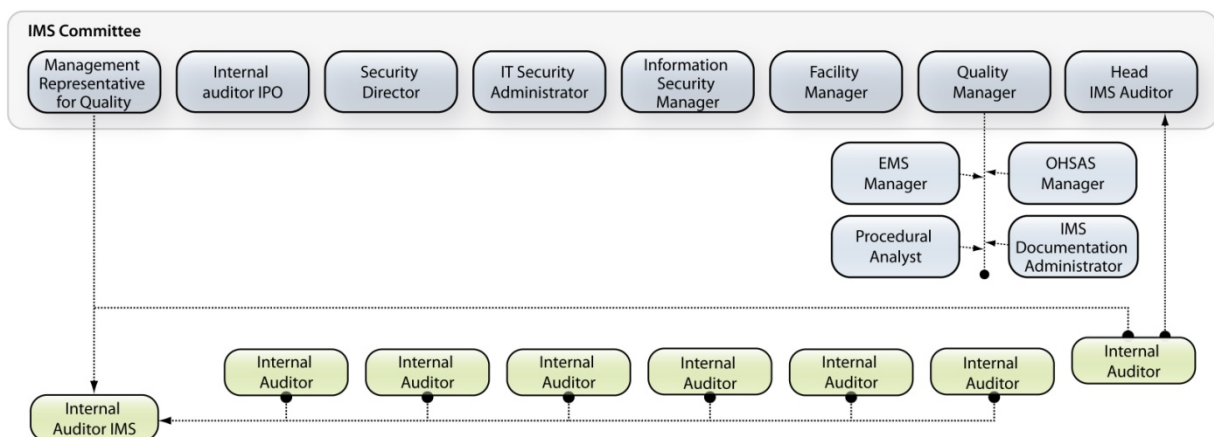 IMS Committee
Management
Representative
for Quality
Internal
auditor IPO
Security
Director
IT Security
Administrator
Information
Security
Manager
Facility
Manager
Quality
Manager
Head
IMS Auditor
EMS
Manager
OHSAS
Manager
Procedural
Analyst
IMS
Documentation
Administrator
Internal
Auditor
Internal
Auditor
Internal
Auditor
Internal
Auditor
Internal
Auditor
Internal
Auditor
Internal
Auditor
Internal
Auditor IMS